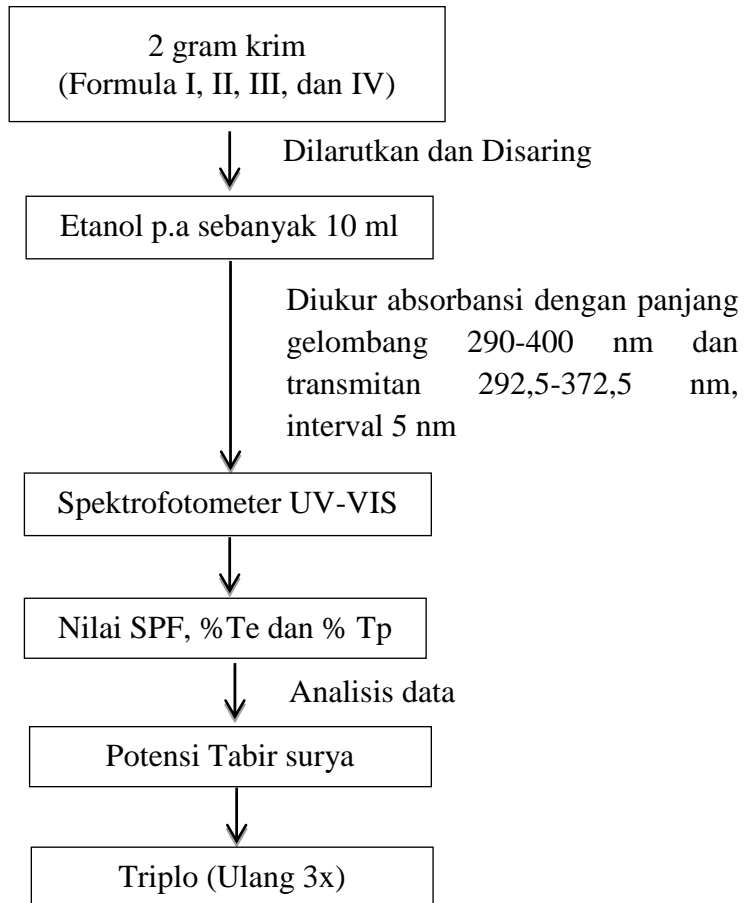 2 gram krim
(Formula I, II, III, dan IV)
Dilarutkan dan Disaring
Etanol p.a sebanyak 10 ml
Diukur absorbansi dengan panjang
gelombang 290-400 nm dan
transmitan 292,5-372,5 nm,
interval 5 nm
Spektrofotometer UV-VIS
Nilai SPF, %Te dan % Tp
Analisis data
Potensi Tabir surya
Triplo (Ulang 3x)